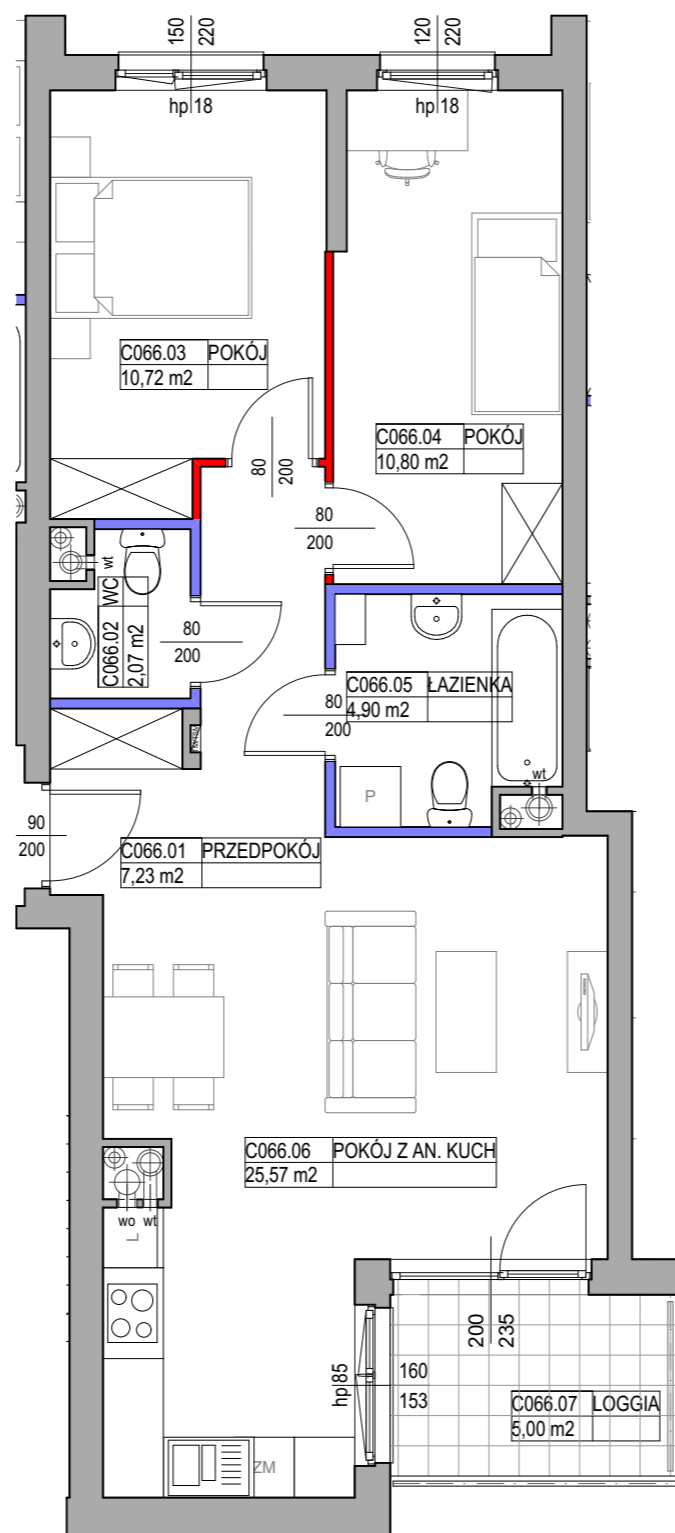 150
220
120
220
hp 18
hp 18
C066.03 POKÓJ
10,72 m2
C066.04 POKÓJ
10,80 m2
80
200
80
200
wt
C066.02 WC
2,07 m2
80
200
C066.05 ŁAZIENKA
4,90 m2
80
200
wt
P
90
200
C066.01 PRZEDPOKÓJ
7,23 m2
C066.06 POKÓJ Z AN. KUCH
25,57 m2
wo wt
L
200
235
hp 85
160
153
C066.07 LOGGIA
5,00 m2
ZM